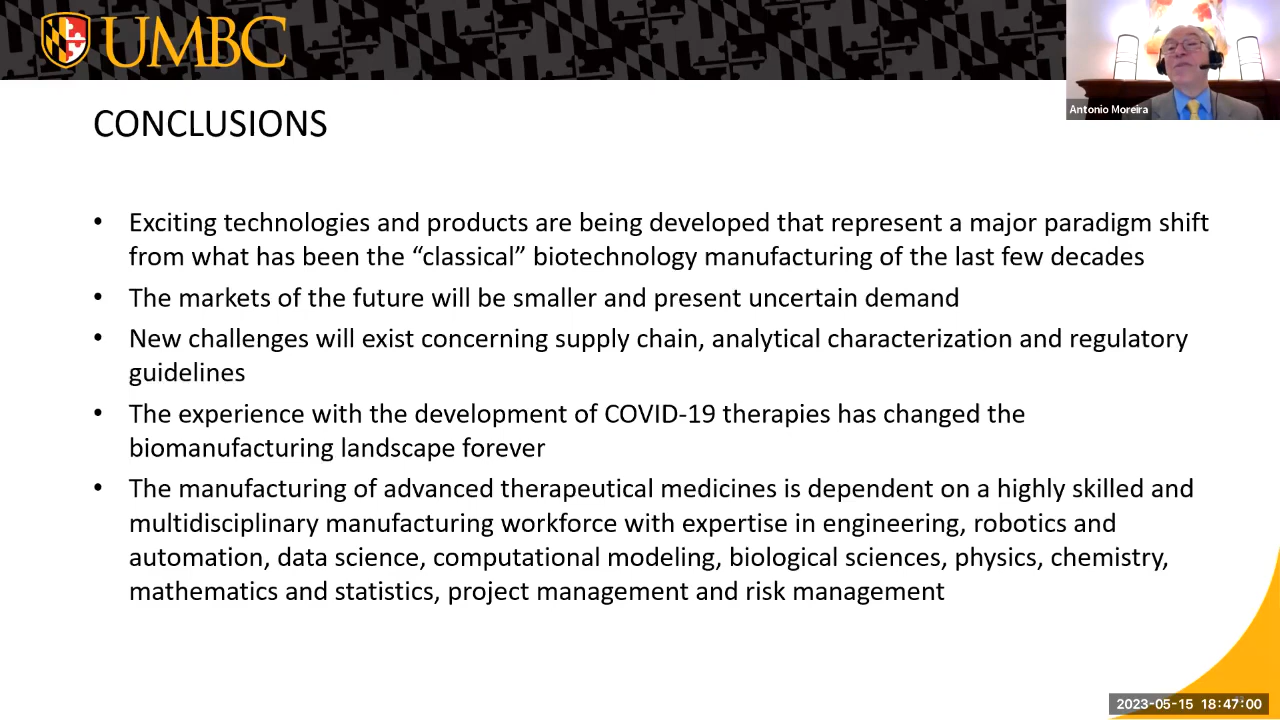 UMBC
Antonio Moreira
CONCLUSIONS
• Exciting technologies and products are being developed that represent a major paradigm shift
from what has been the “classical” biotechnology manufacturing of the last few decades
• The markets of the future will be smaller and present uncertain demand
• New challenges will exist concerning supply chain, analytical characterization and regulatory
guidelines
• The experience with the development of COVID-19 therapies has changed the
biomanufacturing landscape forever
• The manufacturing of advanced therapeutical medicines is dependent on a highly skilled and
multidisciplinary manufacturing workforce with expertise in engineering, robotics and
automation, data science, computational modeling, biological sciences, physics, chemistry,
mathematics and statistics, project management and risk management
2023-05-15 18:47:00